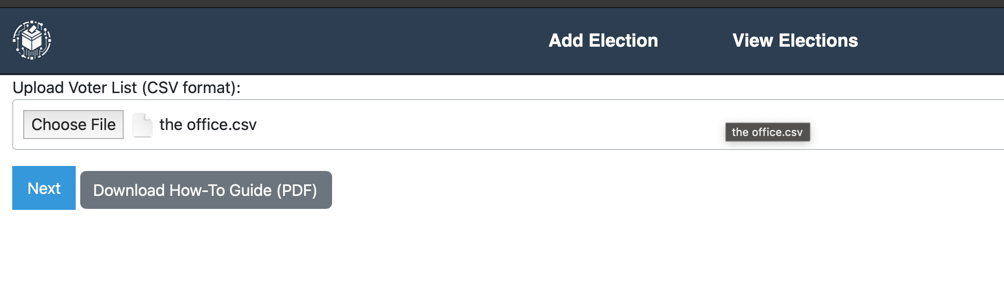 Add Election View Elections
Upload Voter List (CSV format):
Choose File the office.csv
the office.csv
Next Download How-To Guide (PDF)